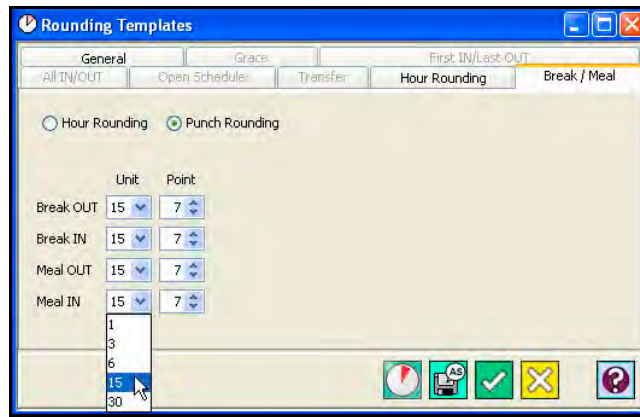 Rounding Templates
General Grace First IN/Last OUT
All IN/OUT Open Schedule Transfer Hour Rounding Break / Meal
Hour Rounding Punch Rounding
Unit Point
Break OUT 15 7
Break IN 15 7
Meal OUT 15 7
Meal IN 15 7
1
3
6
15
30
AS
?